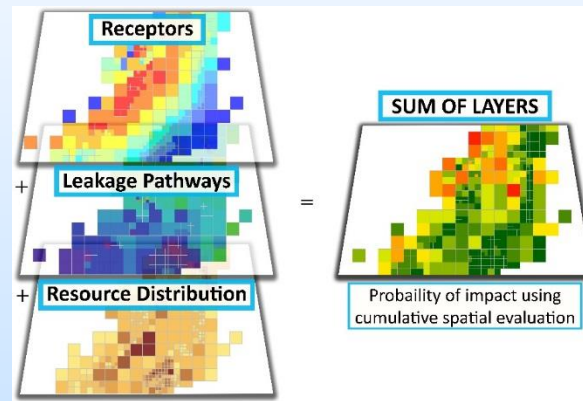 Receptors
SUM OF LAYERS
+ Leakage Pathways =
+ Resource Distribution
Probaility of impact using
cumulative spatial evaluation